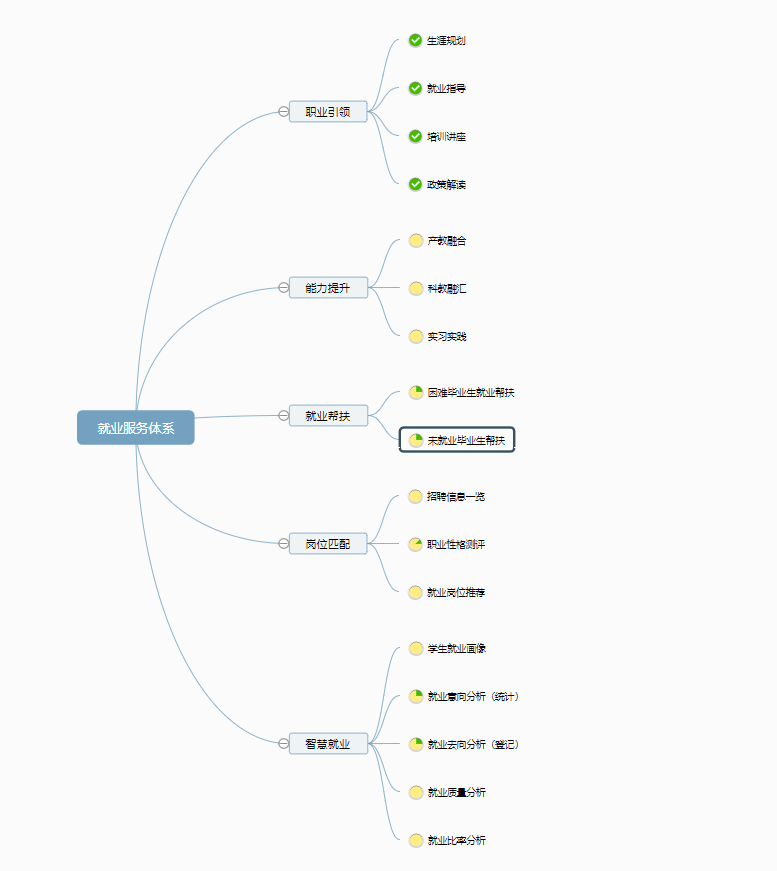 就业服务体系
职业引领
生涯规划
就业指导
培训讲座
政策解读
能力提升
产教融合
科教融汇
实习实践
就业帮扶
困难毕业生就业帮扶
未就业毕业生帮扶
岗位匹配
招聘信息一览
职业性格测评
就业岗位推荐
智慧就业
学生就业画像
就业意向分析（统计）
就业去向分析（登记）
就业质量分析
就业比率分析